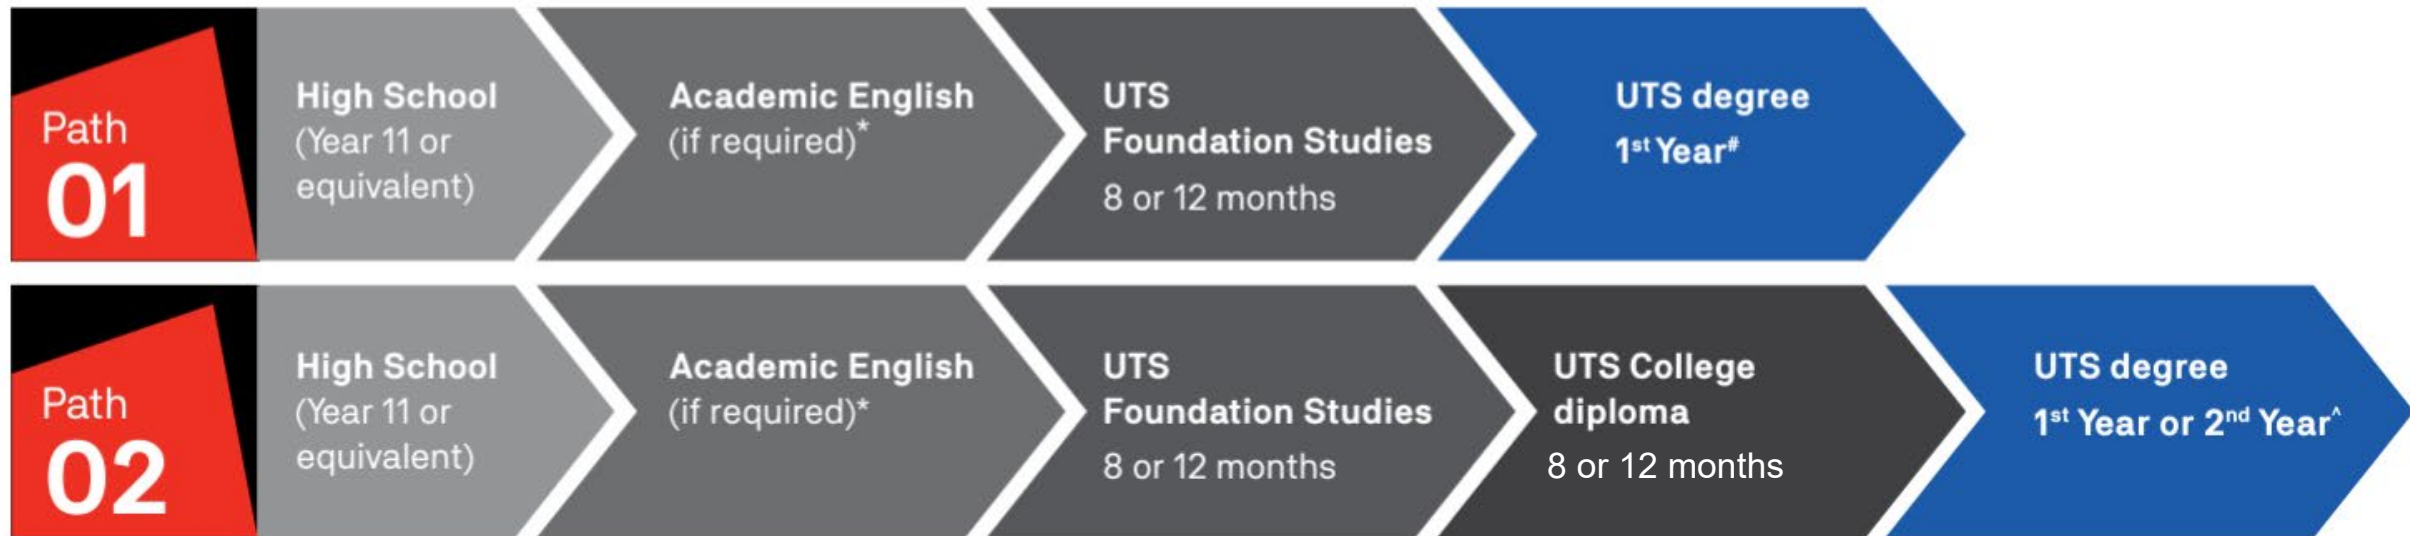 Path
01
High School
(Year 11 or
equivalent)
Academic English
(if required)*
UTS
Foundation Studies
8 or 12 months
UTS degree
1st Year#
Path
02
High School
(Year 11 or
equivalent)
Academic English
(if required)*
UTS
Foundation Studies
8 or 12 months
UTS College
diploma
8 or 12 months
UTS degree
1st Year or 2nd Year^